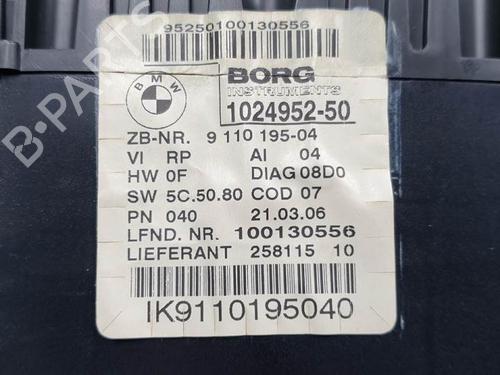 95250100130556
BMW BORG
INSTRUMENTS
1024952-50
ZB-NR. 9 110 195-04
VI RP AI 04
HW 0F DIAG 08D0
SW 5C.50.80 COD 07
PN 040 21.03.06
LFND. NR. 100130556
LIEFERANT 258115 10
IK9110195040
B-PARTS